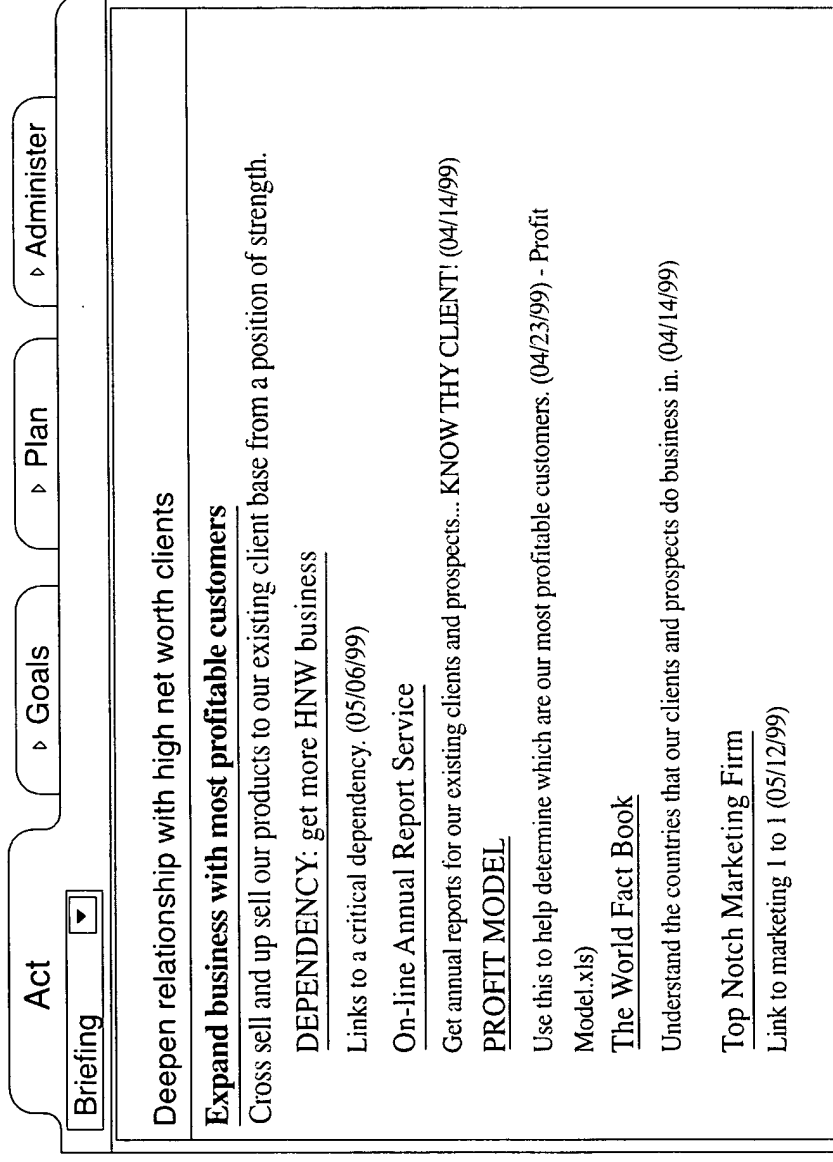 Act
▹ Goals
▹ Plan
▹ Administer
Briefing
Deepen relationship with high net worth clients
Expand business with most profitable customers
Cross sell and up sell our products to our existing client base from a position of strength.
DEPENDENCY: get more HNW business
Links to a critical dependency. (05/06/99)
On-line Annual Report Service
Get annual reports for our existing clients and prospects... KNOW THY CLIENT! (04/14/99)
PROFIT MODEL
Use this to help determine which are our most profitable customers. (04/23/99) - Profit
Model.xls)
The World Fact Book
Understand the countries that our clients and prospects do business in. (04/14/99)
Top Notch Marketing Firm
Link to marketing 1 to 1 (05/12/99)